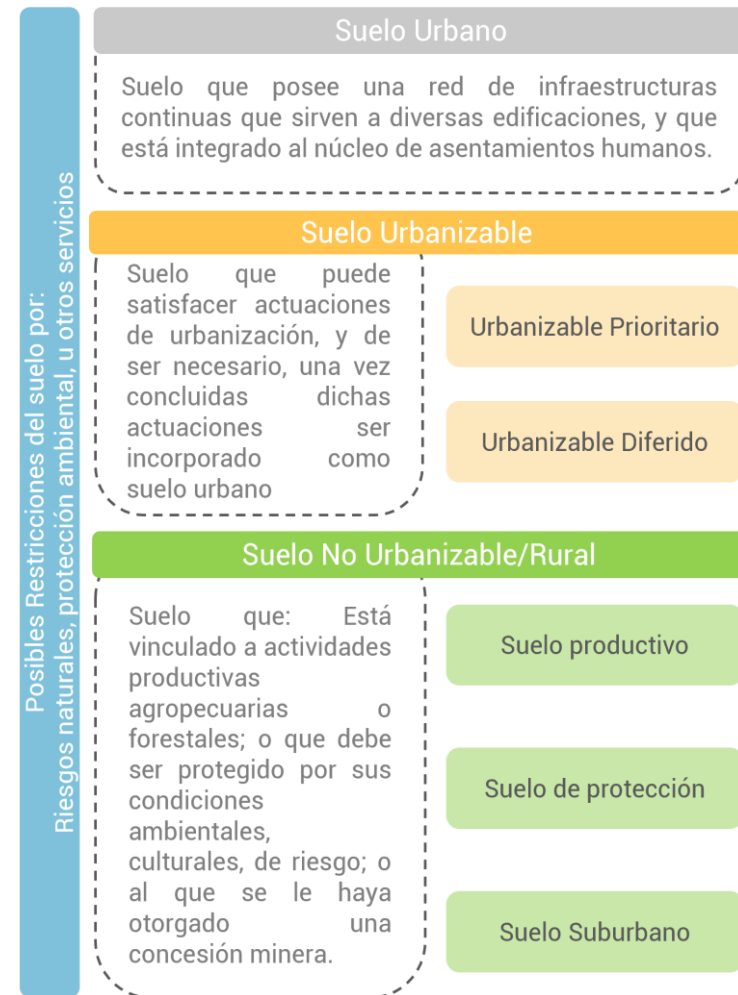 Posibles Restricciones del suelo por:
Riesgos naturales, protección ambiental, u otros servicios
Suelo Urbano
Suelo que posee una red de infraestructuras
continuas que sirven a diversas edificaciones, y que
está integrado al núcleo de asentamientos humanos.
Suelo Urbanizable
Suelo que puede
satisfacer actuaciones
de urbanización, y de
ser necesario, una vez
concluidas dichas
actuaciones ser
incorporado como
suelo urbano
Urbanizable Prioritario
Urbanizable Diferido
Suelo No Urbanizable/Rural
Suelo que: Está
vinculado a actividades
productivas
agropecuarias o
forestales; o que debe
ser protegido por sus
condiciones
ambientales,
culturales, de riesgo; o
al que se le haya
otorgado una
concesión minera.
Suelo productivo
Suelo de protección
Suelo Suburbano